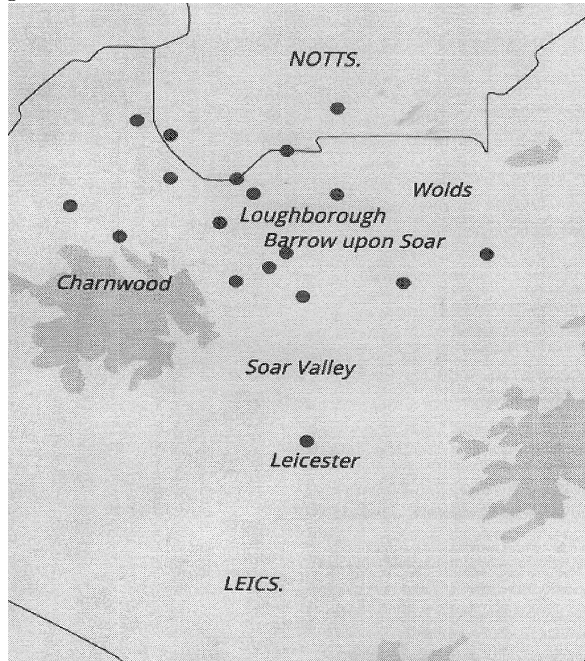 NOTTS.
Wolds
Loughborough
Barrow upon Soar
Charnwood
Soar Valley
Leicester
LEICS.